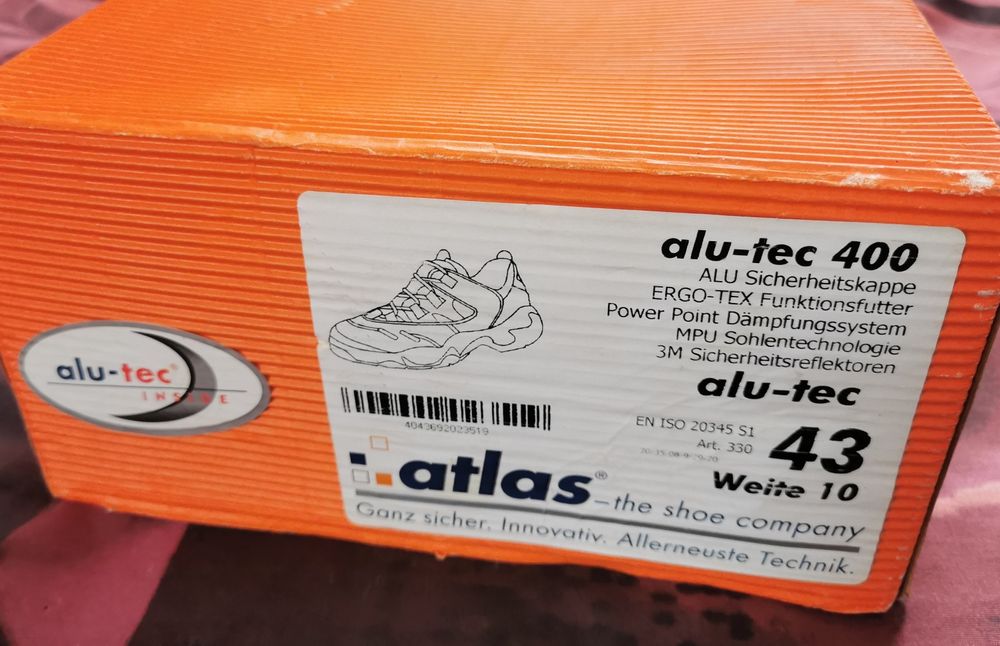 alu-tec®
INSIDE
alu-tec 400
ALU Sicherheitskappe
ERGO-TEX Funktionsfutter
Power Point Dämpfungssystem
MPU Sohlentechnologie
3M Sicherheitsreflektoren
alu-tec
4043692023519
EN ISO 20345 S1
Art. 330
43
Weite 10
atlas®
–the shoe company
Ganz sicher. Innovativ. Allerneuste Technik.